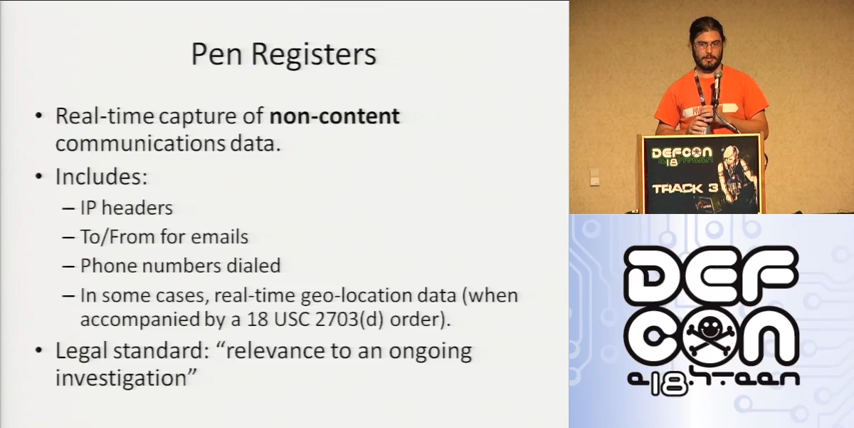 Pen Registers
• Real-time capture of non-content
communications data.
• Includes:
– IP headers
– To/From for emails
– Phone numbers dialed
– In some cases, real-time geo-location data (when
accompanied by a 18 USC 2703(d) order).
• Legal standard: “relevance to an ongoing
investigation”
DEFCON
18
TRACK 3
DEF
CON
e18h-teen